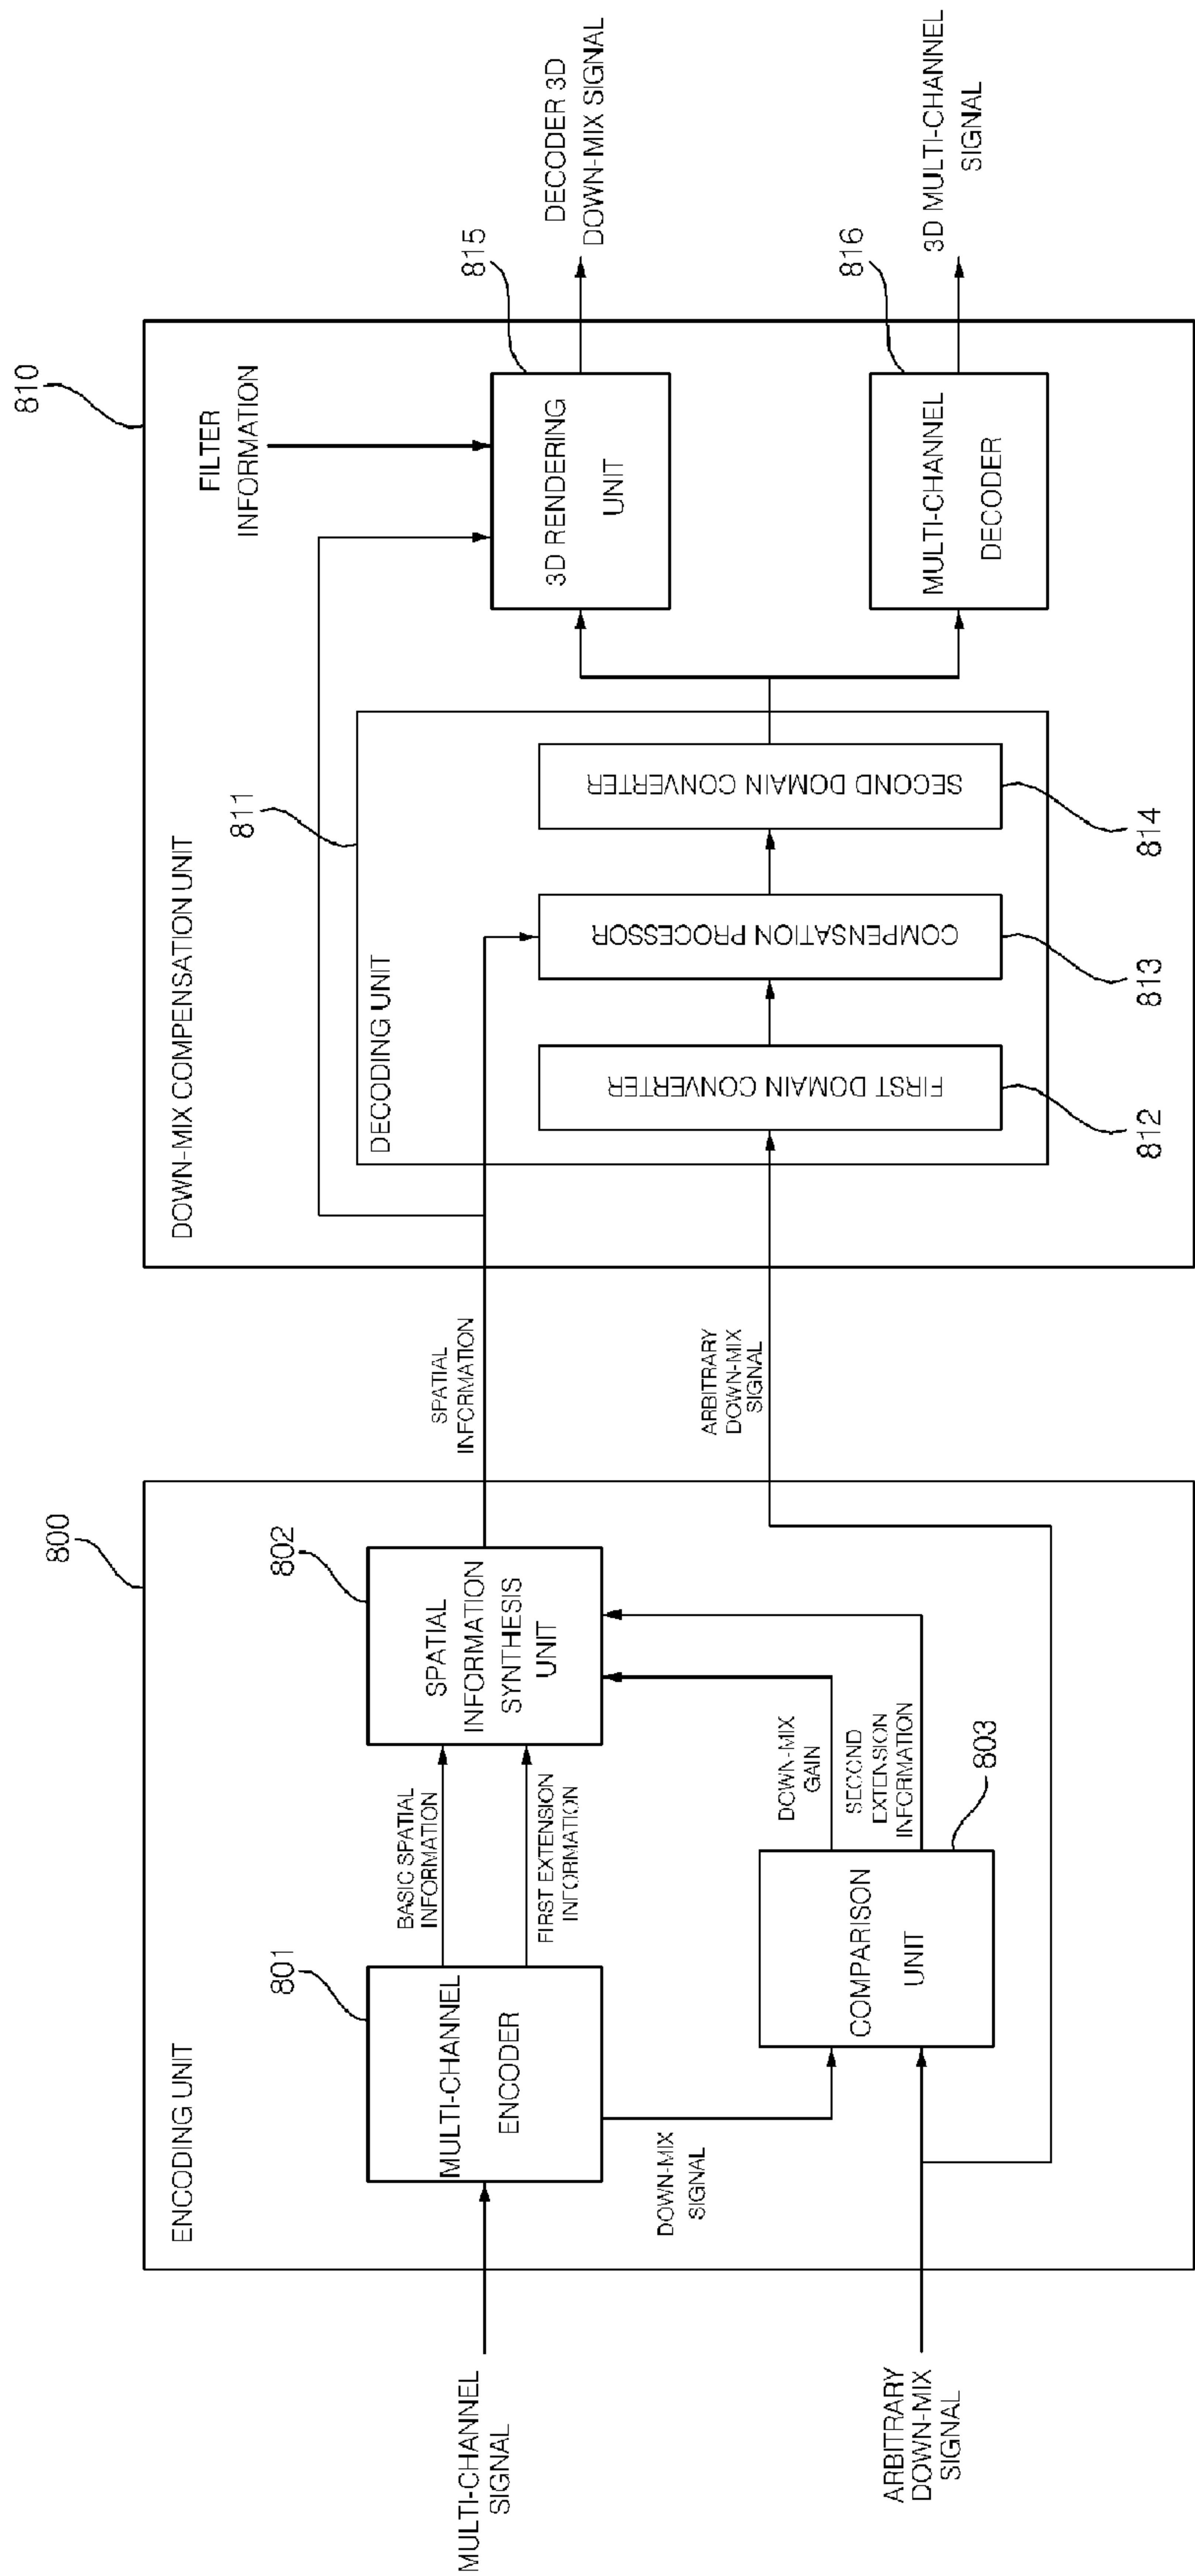 ENCODING UNIT
800
MULTI-CHANNEL
SIGNAL
MULTI-CHANNEL
ENCODER
801
BASIC SPATIAL
INFORMATION
FIRST EXTENSION
INFORMATION
SPATIAL
INFORMATION
SYNTHESIS
UNIT
802
DOWN-MIX
SIGNAL
ARBITRARY
DOWN-MIX
SIGNAL
COMPARISON
UNIT
803
DOWN-MIX
GAIN
SECOND
EXTENSION
INFORMATION
SPATIAL
INFORMATION
ARBITRARY
DOWN-MIX
SIGNAL
DOWN-MIX COMPENSATION UNIT
810
DECODING UNIT
811
FIRST DOMAIN CONVERTER
812
COMPENSATION PROCESSOR
813
SECOND DOMAIN CONVERTER
814
FILTER
INFORMATION
3D RENDERING
UNIT
815
DECODER 3D
DOWN-MIX SIGNAL
MULTI-CHANNEL
DECODER
816
3D MULTI-CHANNEL
SIGNAL